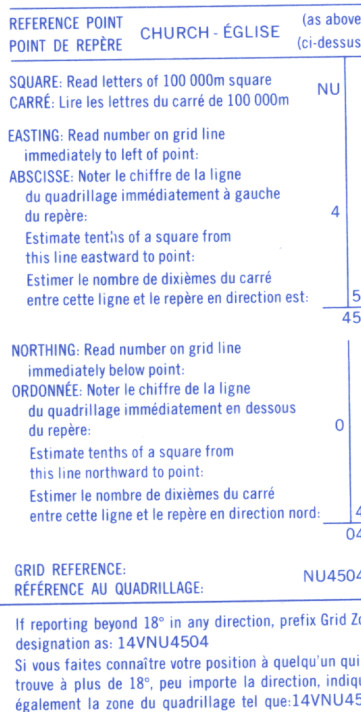 REFERENCE POINT CHURCH - ÉGLISE (as above
POINT DE REPÈRE (ci-dessus
SQUARE: Read letters of 100 000m square NU
CARRÉ: Lire les lettres du carré de 100 000m
EASTING: Read number on grid line
immediately to left of point:
ABSCISSE: Noter le chiffre de la ligne
du quadrillage immédiatement à gauche
du repère: 4
Estimate tenths of a square from
this line eastward to point:
Estimer le nombre de dixièmes du carré
entre cette ligne et le repère en direction est: 5
45
NORTHING: Read number on grid line
immediately below point:
ORDONNÉE: Noter le chiffre de la ligne
du quadrillage immédiatement en dessous
du repère: 0
Estimate tenths of a square from
this line northward to point:
Estimer le nombre de dixièmes du carré
entre cette ligne et le repère en direction nord: 4
04
GRID REFERENCE: NU4504
RÉFÉRENCE AU QUADRILLAGE:
If reporting beyond 18° in any direction, prefix Grid Zo
designation as: 14VNU4504
Si vous faites connaître votre position à quelqu'un qui
trouve à plus de 18°, peu importe la direction, indiqu
également la zone du quadrillage tel que:14VNU45